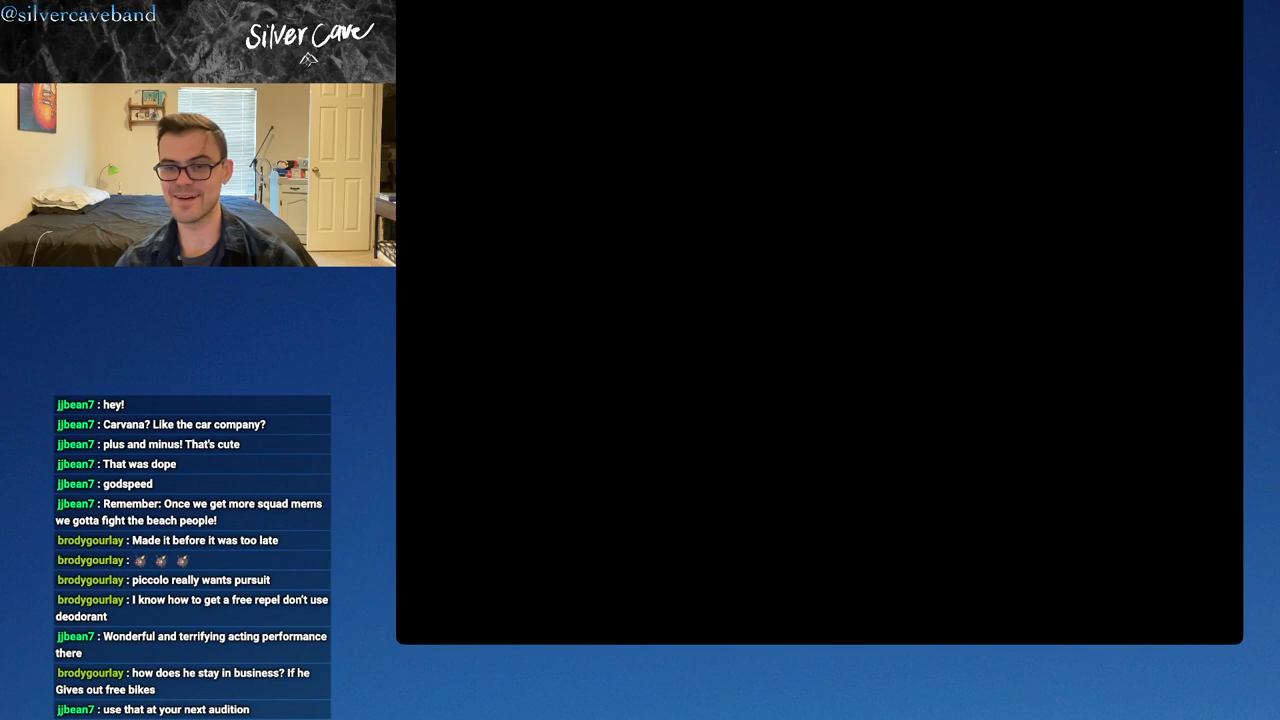 @silvercaveband
Silver Cave
jjbean7 : hey!
jjbean7 : Carvana? Like the car company?
jjbean7 : plus and minus! That's cute
jjbean7 : That was dope
jjbean7 : godspeed
jjbean7 : Remember: Once we get more squad mems
we gotta fight the beach people!
brodygourlay : Made it before it was too late
brodygourlay :
brodygourlay : piccolo really wants pursuit
brodygourlay : I know how to get a free repel don't use
deodorant
jjbean7 : Wonderful and terrifying acting performance
there
brodygourlay : how does he stay in business? If he
Gives out free bikes
jjbean7 : use that at your next audition